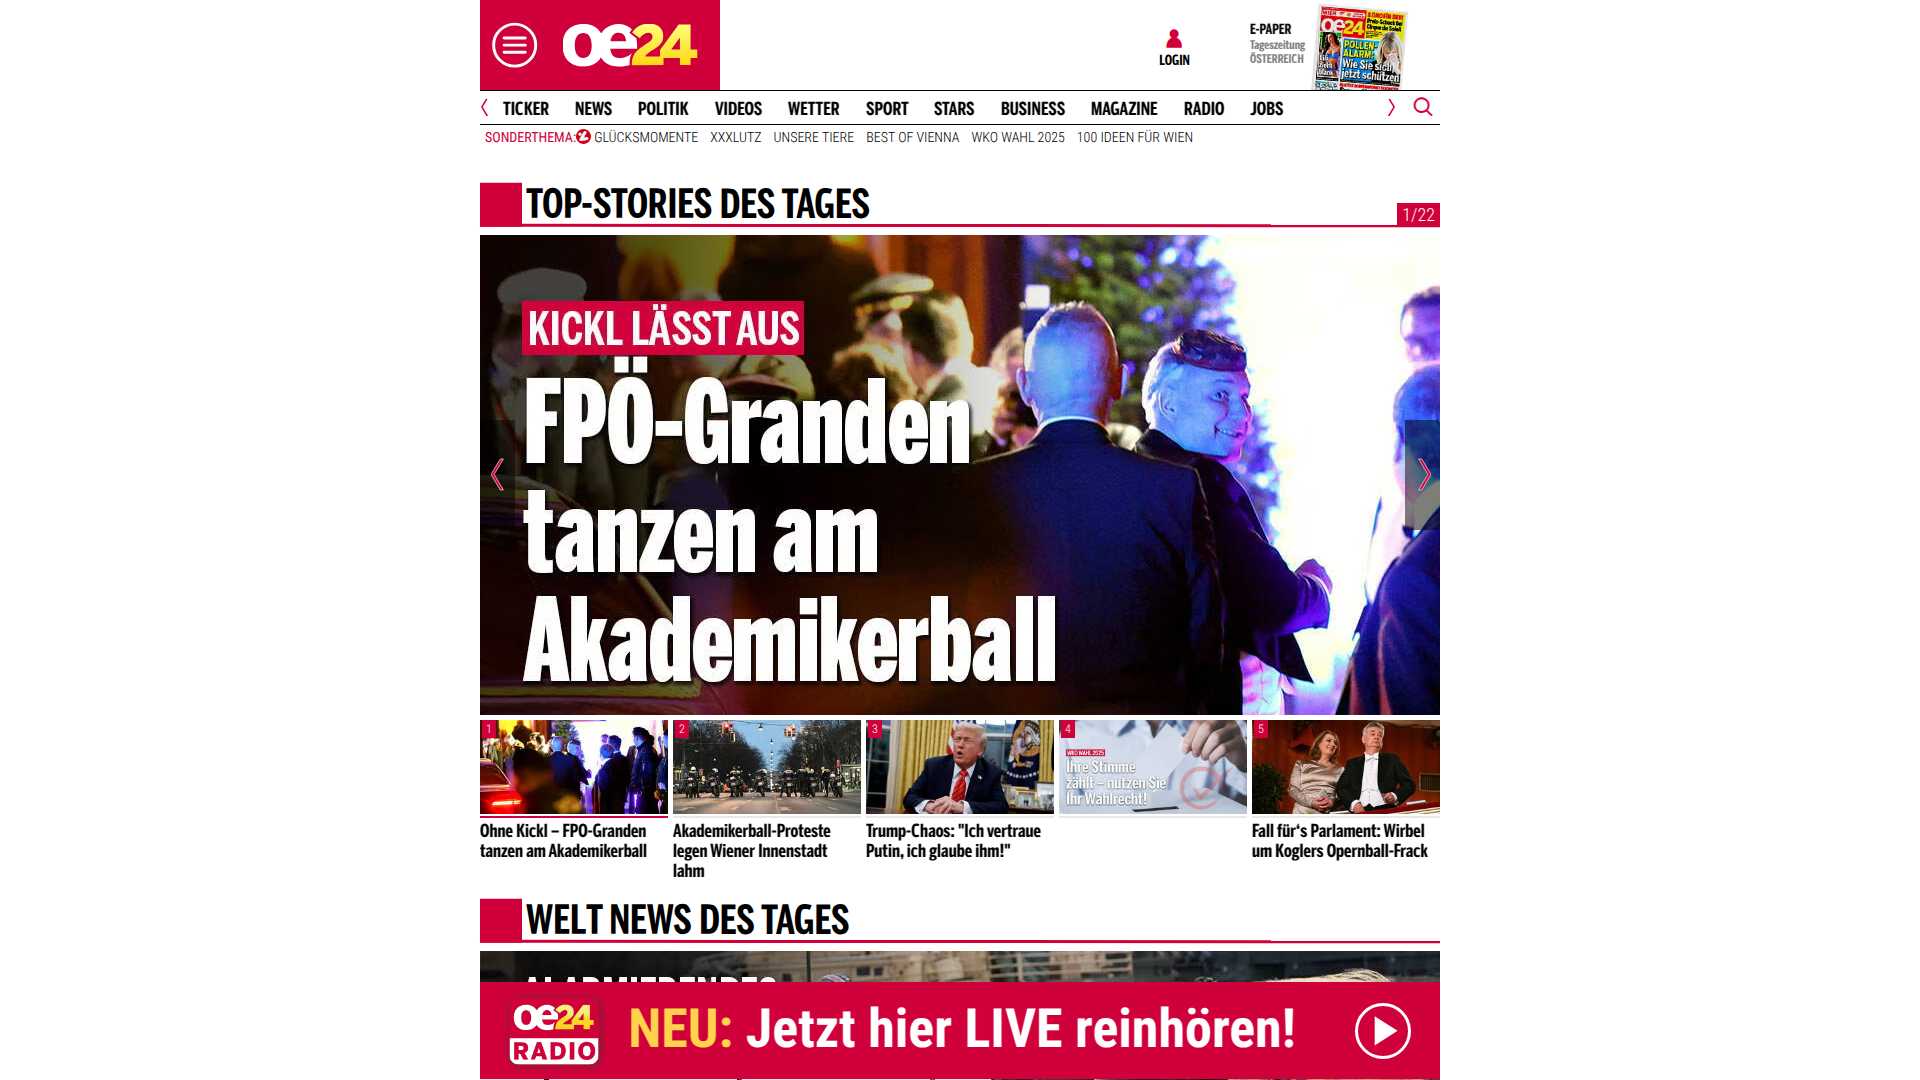 oe24
LOGIN
E-PAPER
Tageszeitung
ÖSTERREICH
oe24
POLLEN-
ALARM:
Wie Sie sich
jetzt schützen
TICKER NEWS POLITIK VIDEOS WETTER SPORT STARS BUSINESS MAGAZINE RADIO JOBS
SONDERTHEMA: GLÜCKSMOMENTE XXXLUTZ UNSERE TIERE BEST OF VIENNA WKO WAHL 2025 100 IDEEN FÜR WIEN
TOP-STORIES DES TAGES
1/22
KICKL LÄSST AUS
FPÖ-Granden
tanzen am
Akademikerball
1
2
3
4
5
WKO WAHL 2025
Ihre Stimme
zählt – nutzen Sie
Ihr Wahlrecht!
Ohne Kickl – FPÖ-Granden
tanzen am Akademikerball
Akademikerball-Proteste
legen Wiener Innenstadt
lahm
Trump-Chaos: "Ich vertraue
Putin, ich glaube ihm!"
Fall für‘s Parlament: Wirbel
um Koglers Opernball-Frack
WELT NEWS DES TAGES
ALARMIERENDES
oe24
RADIO
NEU: Jetzt hier LIVE reinhören!